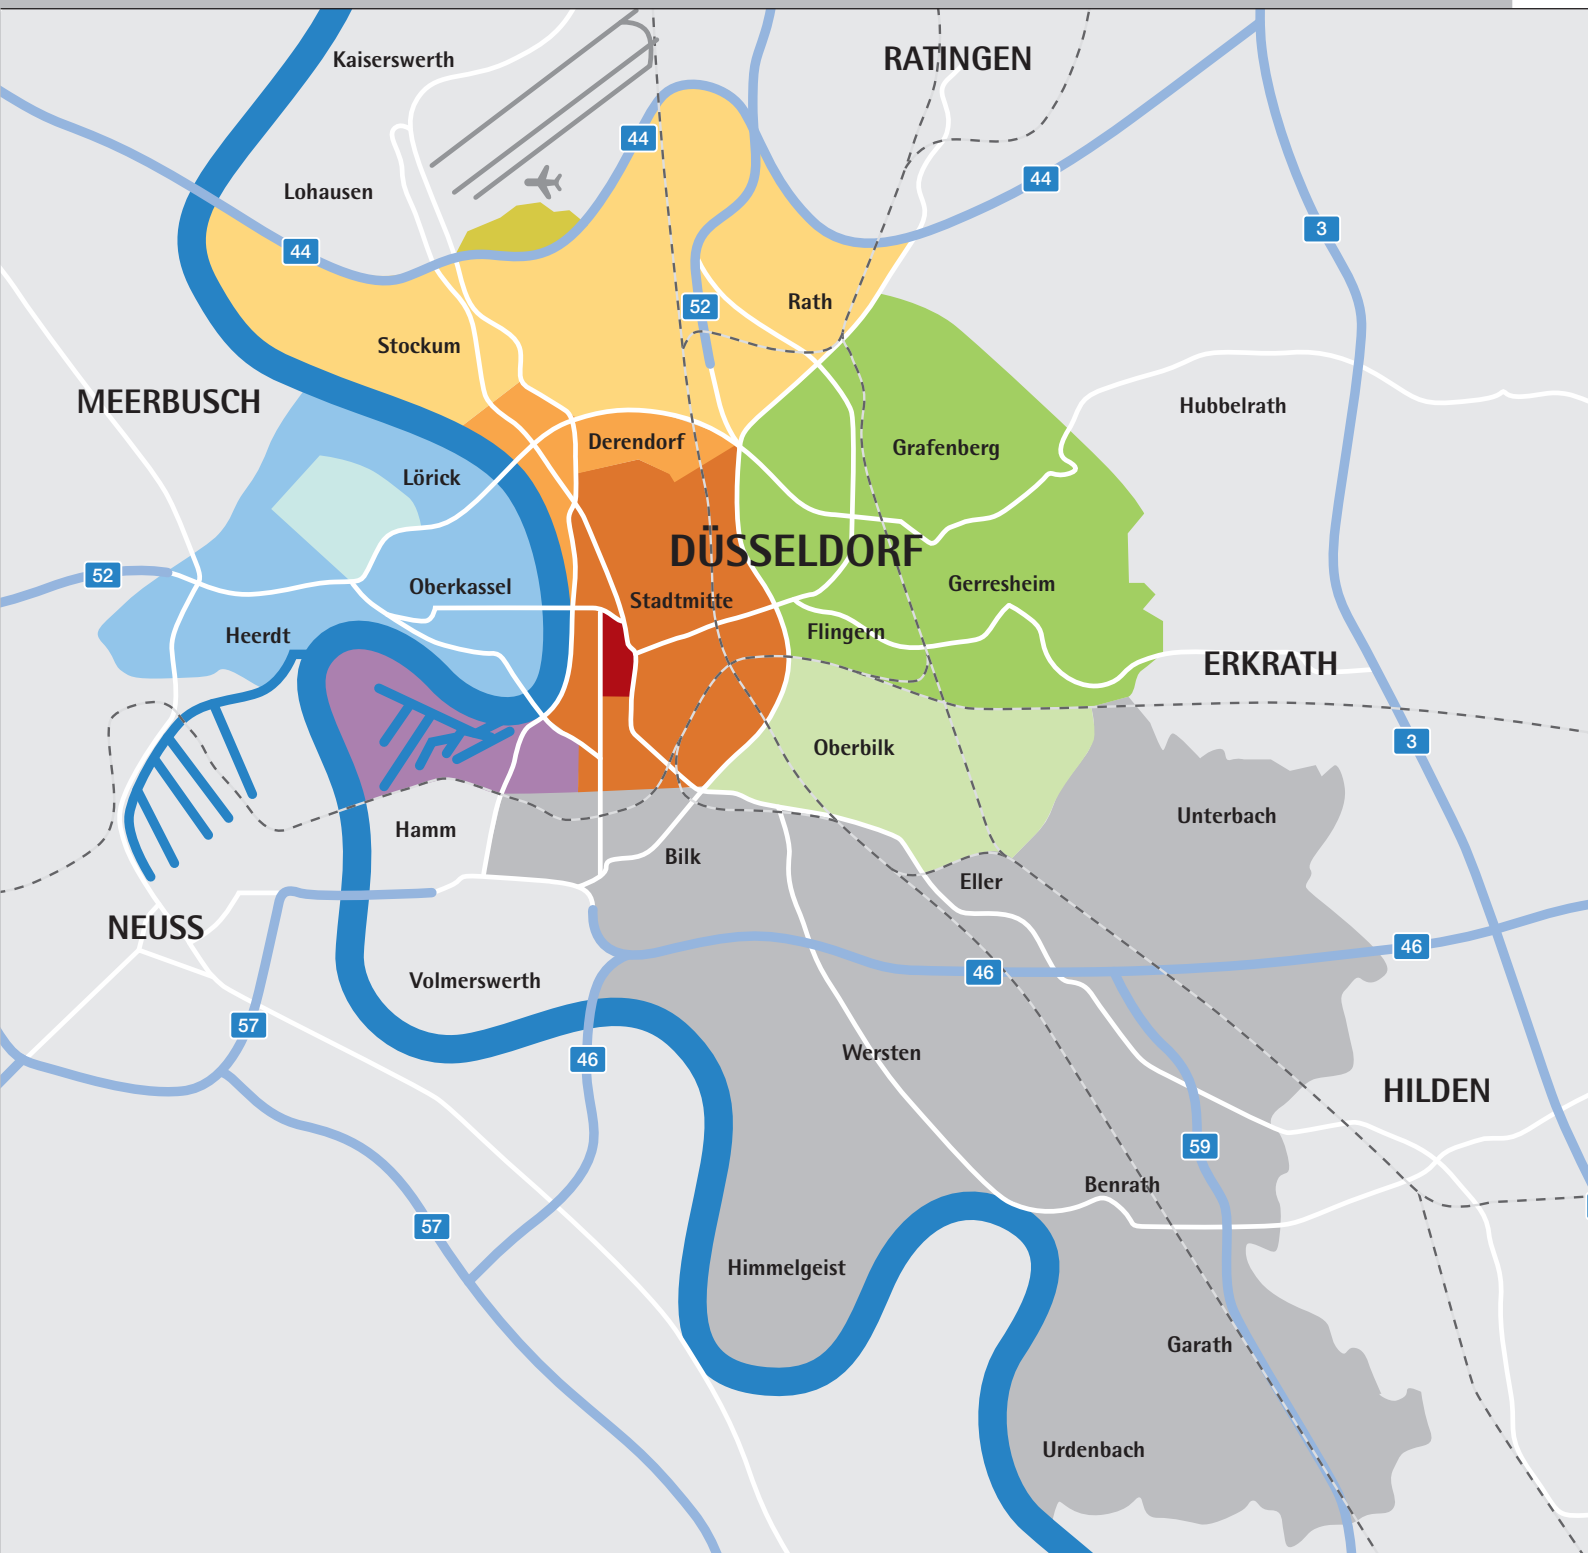 Kaiserswerth
RATINGEN
44
44
Lohausen
3
44
Rath
52
Stockum
MEERBUSCH
Hubbelrath
Derendorf
Grafenberg
Lörick
DÜSSELDORF
52
Oberkassel
Gerresheim
Stadtmitte
Heerdt
Flingern
ERKRATH
3
Oberbilk
Unterbach
Hamm
Bilk
Eller
NEUSS
46
46
Volmerswerth
57
Wersten
46
HILDEN
59
Benrath
57
Himmelgeist
Garath
Urdenbach